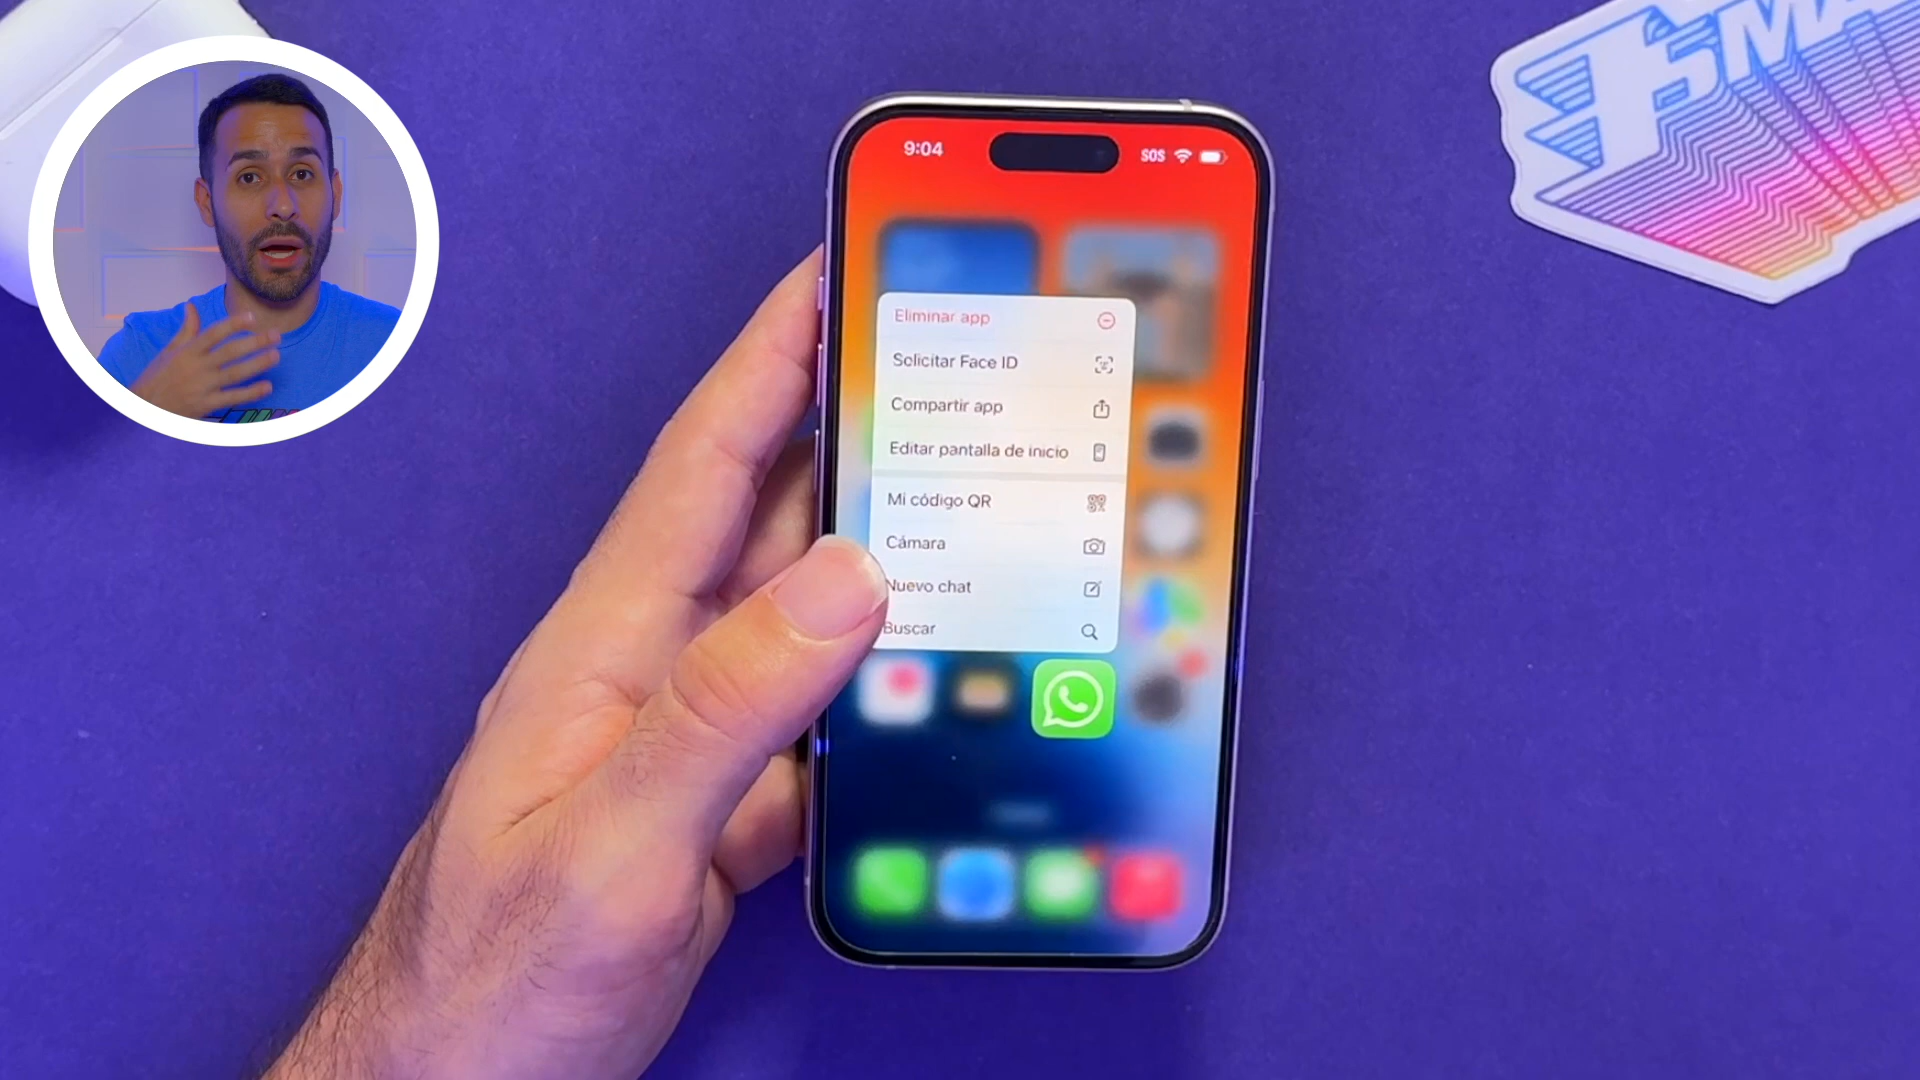 9:04
SOS
Eliminar app
Solicitar Face ID
Compartir app
Editar pantalla de inicio
Mi código QR
Cámara
Nuevo chat
Buscar